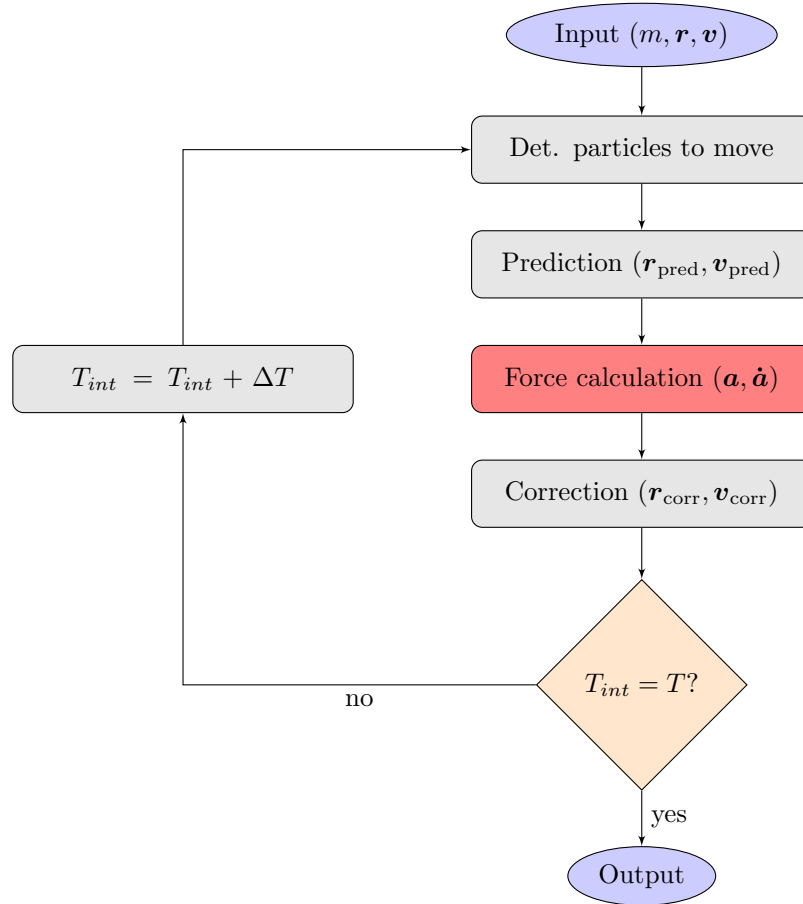 Input (m, r, v)
Det. particles to move
Prediction (r_pred, v_pred)
T_int = T_int + ΔT
Force calculation (a, ȧ)
Correction (r_corr, v_corr)
T_int = T?
no
yes
Output